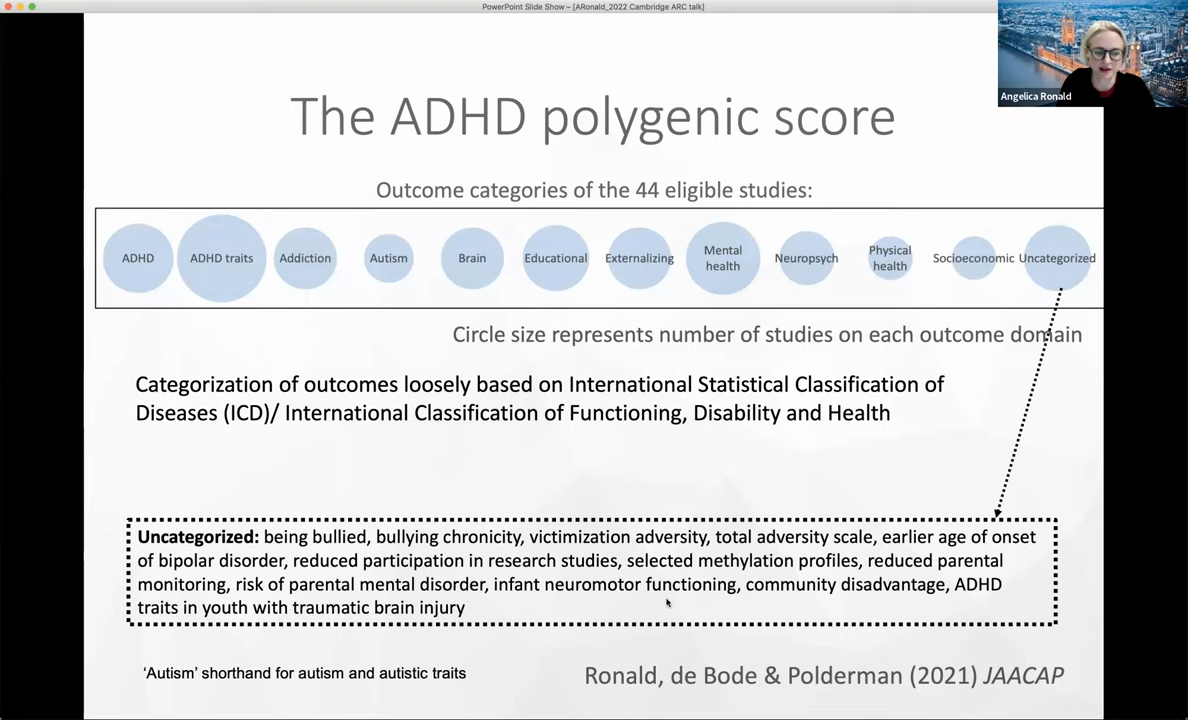 PowerPoint Slide Show – [ARonald_2022 Cambridge ARC talk]
Angelica Ronald
The ADHD polygenic score
Outcome categories of the 44 eligible studies:
ADHD
ADHD traits
Addiction
Autism
Brain
Educational
Externalizing
Mental
health
Neuropsych
Physical
health
Socioeconomic
Uncategorized
Circle size represents number of studies on each outcome domain
Categorization of outcomes loosely based on International Statistical Classification of
Diseases (ICD)/ International Classification of Functioning, Disability and Health
Uncategorized: being bullied, bullying chronicity, victimization adversity, total adversity scale, earlier age of onset
of bipolar disorder, reduced participation in research studies, selected methylation profiles, reduced parental
monitoring, risk of parental mental disorder, infant neuromotor functioning, community disadvantage, ADHD
traits in youth with traumatic brain injury
‘Autism’ shorthand for autism and autistic traits
Ronald, de Bode & Polderman (2021) JAACAP